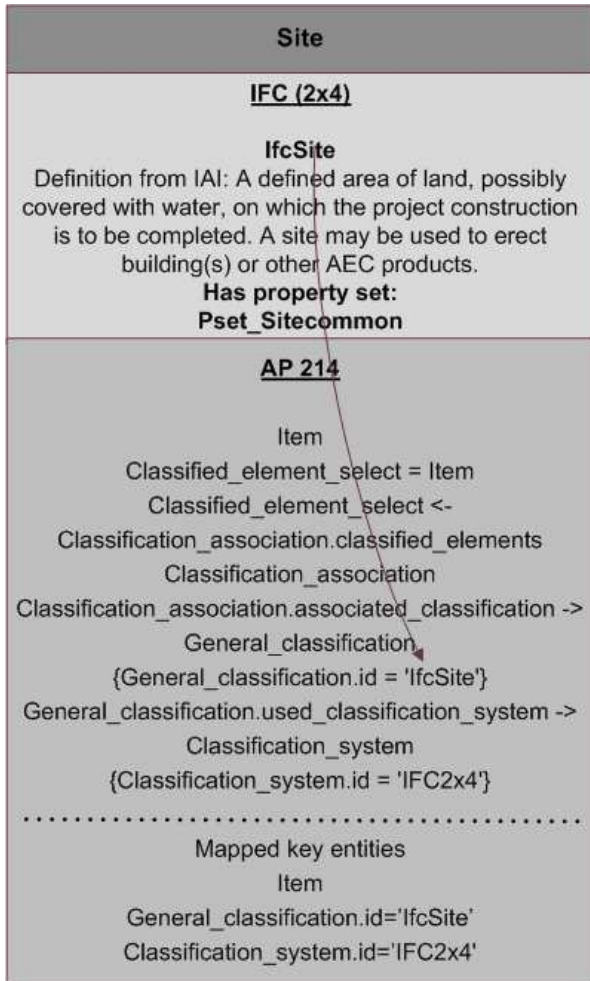 Site
IFC (2x4)
IfcSite
Definition from IAI: A defined area of land, possibly
covered with water, on which the project construction
is to be completed. A site may be used to erect
building(s) or other AEC products.
Has property set:
Pset_Sitecommon
AP 214
Item
Classified_element_select = Item
Classified_element_select <-
Classification_association.classified_elements
Classification_association
Classification_association.associated_classification ->
General_classification
{General_classification.id = 'IfcSite'}
General_classification.used_classification_system ->
Classification_system
{Classification_system.id = 'IFC2x4'}
Mapped key entities
Item
General_classification.id='IfcSite'
Classification_system.id='IFC2x4'